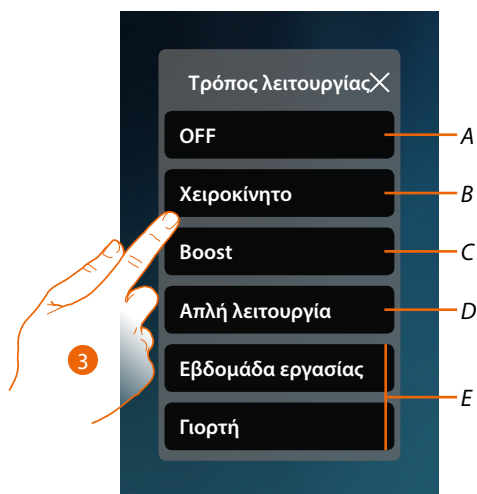 Τρόπος λειτουργίας
OFF
A
Χειροκίνητο
B
Boost
C
Απλή λειτουργία
D
3
Εβδομάδα εργασίας
E
Γιορτή